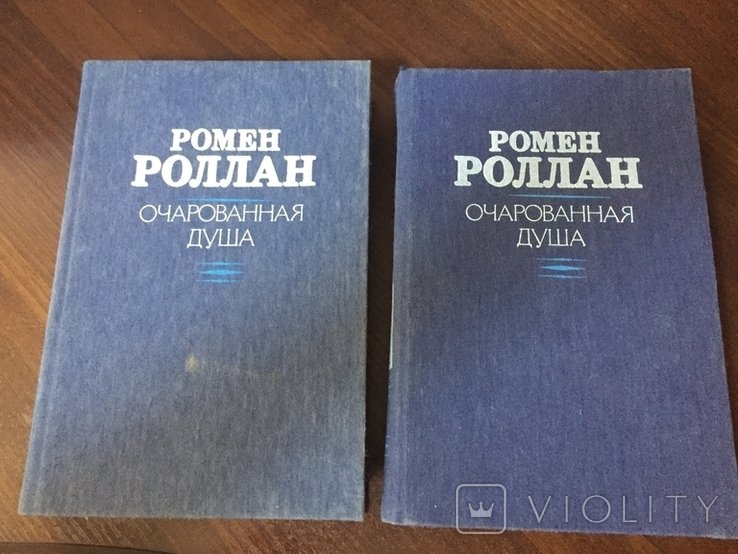 РОМЕН
РОЛЛАН
ОЧАРОВАННАЯ
ДУША
РОМЕН
РОЛЛАН
ОЧАРОВАННАЯ
ДУША
VIOLITY